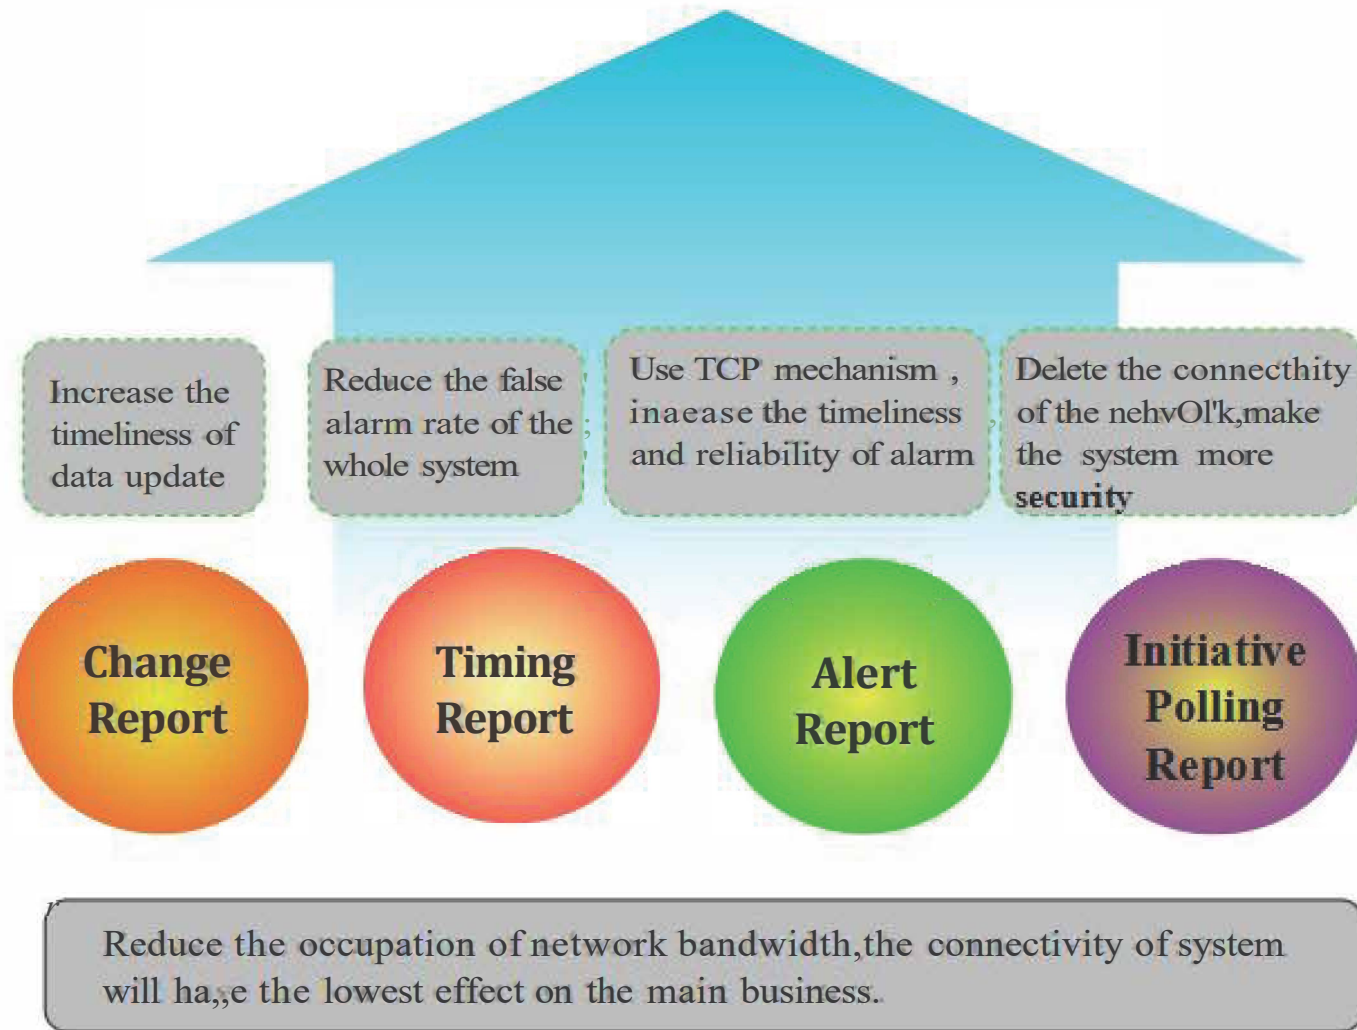 Increase the
timeliness of
data update
Reduce the false
alarm rate of the
whole system
;
Use TCP mechanism ,
inaease the timeliness
and reliability of alarm
Delete the connecthity
of the nehvOl'k,make
the system more
security
Change
Report
Timing
Report
Alert
Report
Initiative
Polling
Report
Reduce the occupation of network bandwidth,the connectivity of system
will ha,,e the lowest effect on the main business.